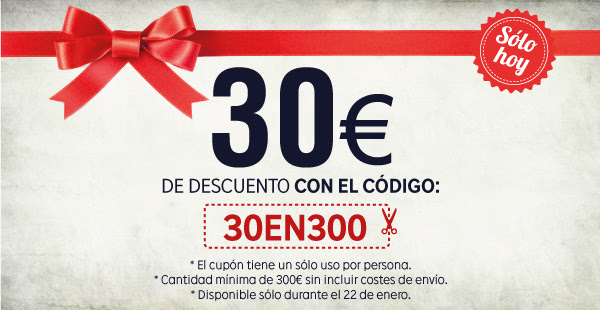 Sólo
hoy
30€
DE DESCUENTO CON EL CÓDIGO:
30EN300
* El cupón tiene un sólo uso por persona.
* Cantidad mínima de 300€ sin incluir costes de envío.
* Disponible sólo durante el 22 de enero.